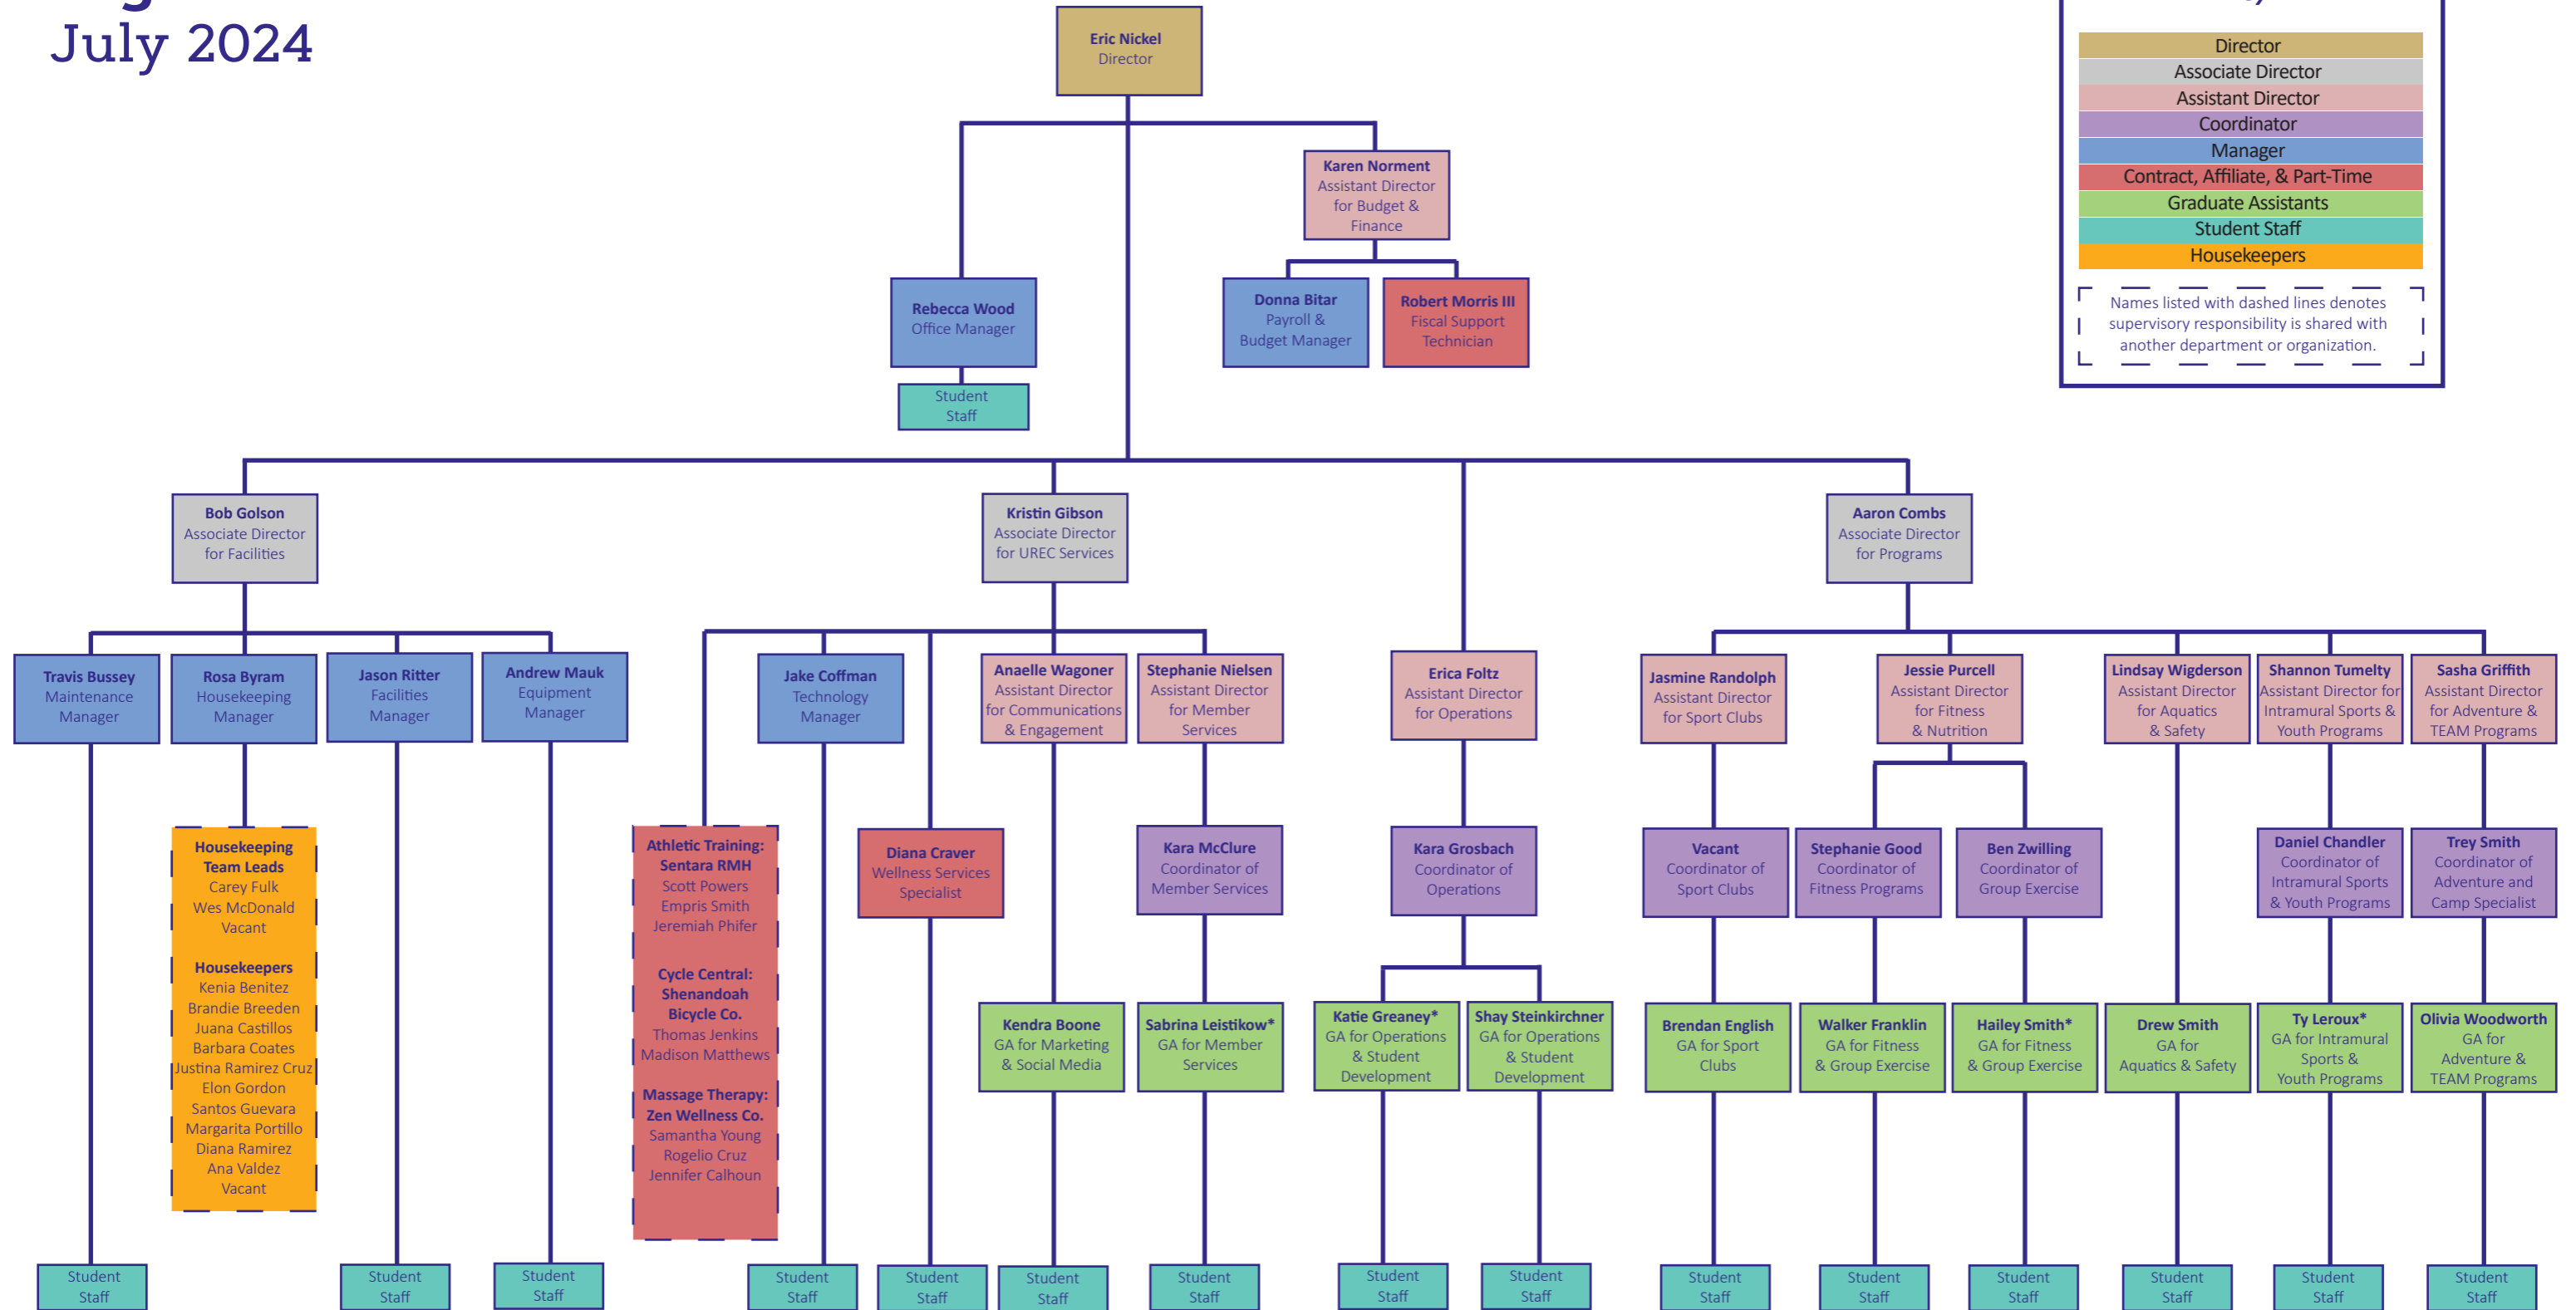 July 2024
Eric Nickel
Director
Director
Associate Director
Assistant Director
Coordinator
Manager
Contract, Affiliate, & Part-Time
Graduate Assistants
Student Staff
Housekeepers
Names listed with dashed lines denotes
supervisory responsibility is shared with
another department or organization.
Karen Norment
Assistant Director
for Budget &
Finance
Rebecca Wood
Office Manager
Donna Bitar
Payroll &
Budget Manager
Robert Morris III
Fiscal Support
Technician
Student
Staff
Bob Golson
Associate Director
for Facilities
Kristin Gibson
Associate Director
for UREC Services
Aaron Combs
Associate Director
for Programs
Travis Bussey
Maintenance
Manager
Rosa Byram
Housekeeping
Manager
Jason Ritter
Facilities
Manager
Andrew Mauk
Equipment
Manager
Jake Coffman
Technology
Manager
Anaelle Wagoner
Assistant Director
for Communications
& Engagement
Stephanie Nielsen
Assistant Director
for Member
Services
Erica Foltz
Assistant Director
for Operations
Jasmine Randolph
Assistant Director
for Sport Clubs
Jessie Purcell
Assistant Director
for Fitness
& Nutrition
Lindsay Wigderson
Assistant Director
for Aquatics
& Safety
Shannon Tumelty
Assistant Director for
Intramural Sports &
Youth Programs
Sasha Griffith
Assistant Director
for Adventure &
TEAM Programs
Housekeeping
Team Leads
Carey Fulk
Wes McDonald
Vacant
Housekeepers
Kenia Benitez
Brandie Breeden
Juana Castillos
Barbara Coates
Justina Ramirez Cruz
Elon Gordon
Santos Guevara
Margarita Portillo
Diana Ramirez
Ana Valdez
Vacant
Athletic Training:
Sentara RMH
Scott Powers
Empris Smith
Jeremiah Phifer
Cycle Central:
Shenandoah
Bicycle Co.
Thomas Jenkins
Madison Matthews
Massage Therapy:
Zen Wellness Co.
Samantha Young
Rogelio Cruz
Jennifer Calhoun
Diana Craver
Wellness Services
Specialist
Kara McClure
Coordinator of
Member Services
Kara Grosbach
Coordinator of
Operations
Vacant
Coordinator of
Sport Clubs
Stephanie Good
Coordinator of
Fitness Programs
Ben Zwilling
Coordinator of
Group Exercise
Daniel Chandler
Coordinator of
Intramural Sports
& Youth Programs
Trey Smith
Coordinator of
Adventure and
Camp Specialist
Kendra Boone
GA for Marketing
& Social Media
Sabrina Leistikow*
GA for Member
Services
Katie Greaney*
GA for Operations
& Student
Development
Shay Steinkirchner
GA for Operations
& Student
Development
Brendan English
GA for Sport
Clubs
Walker Franklin
GA for Fitness
& Group Exercise
Hailey Smith*
GA for Fitness
& Group Exercise
Drew Smith
GA for
Aquatics & Safety
Ty Leroux*
GA for Intramural
Sports &
Youth Programs
Olivia Woodworth
GA for
Adventure &
TEAM Programs
Student
Staff
Student
Staff
Student
Staff
Student
Staff
Student
Staff
Student
Staff
Student
Staff
Student
Staff
Student
Staff
Student
Staff
Student
Staff
Student
Staff
Student
Staff
Student
Staff
Student
Staff